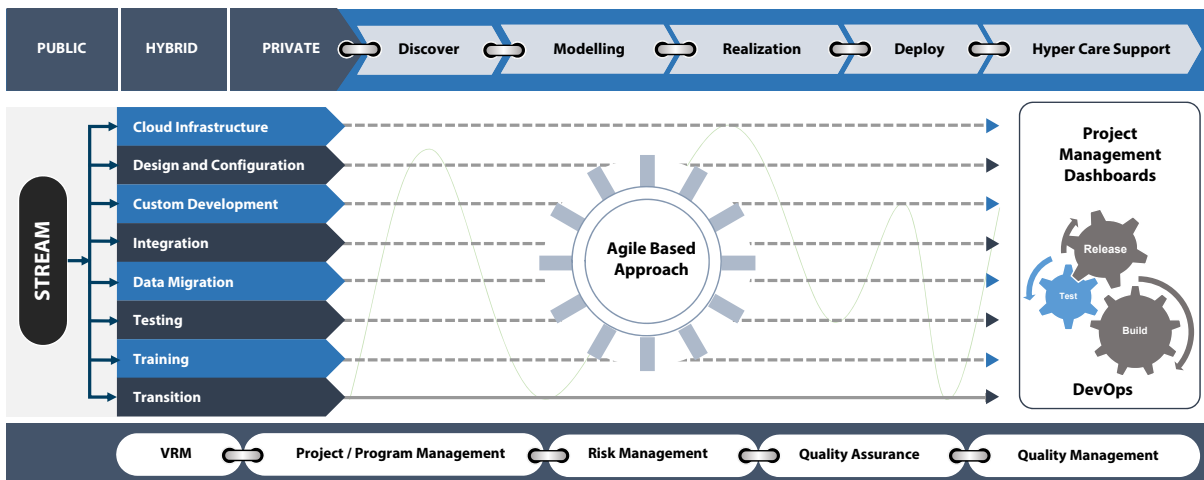 PUBLIC
HYBRID
PRIVATE
Discover
Modelling
Realization
Deploy
Hyper Care Support
STREAM
Cloud Infrastructure
Design and Configuration
Custom Development
Integration
Data Migration
Testing
Training
Transition
Agile Based
Approach
Project
Management
Dashboards
Release
Test
Build
DevOps
VRM
Project / Program Management
Risk Management
Quality Assurance
Quality Management